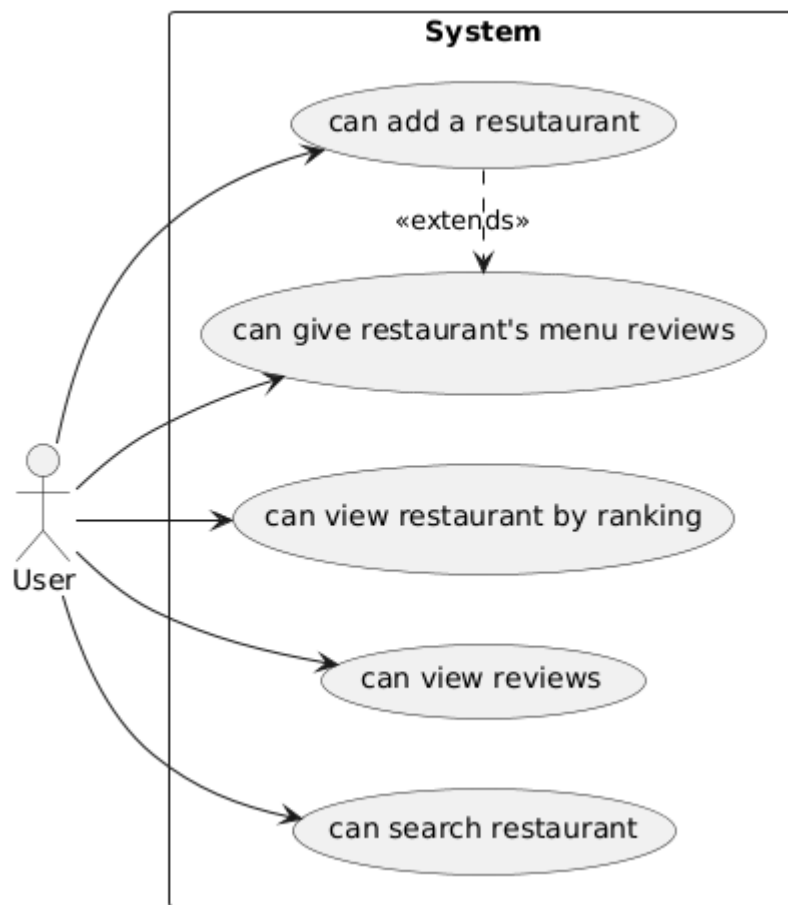 System
can add a resutaurant
«extends»
can give restaurant's menu reviews
can view restaurant by ranking
User
can view reviews
can search restaurant